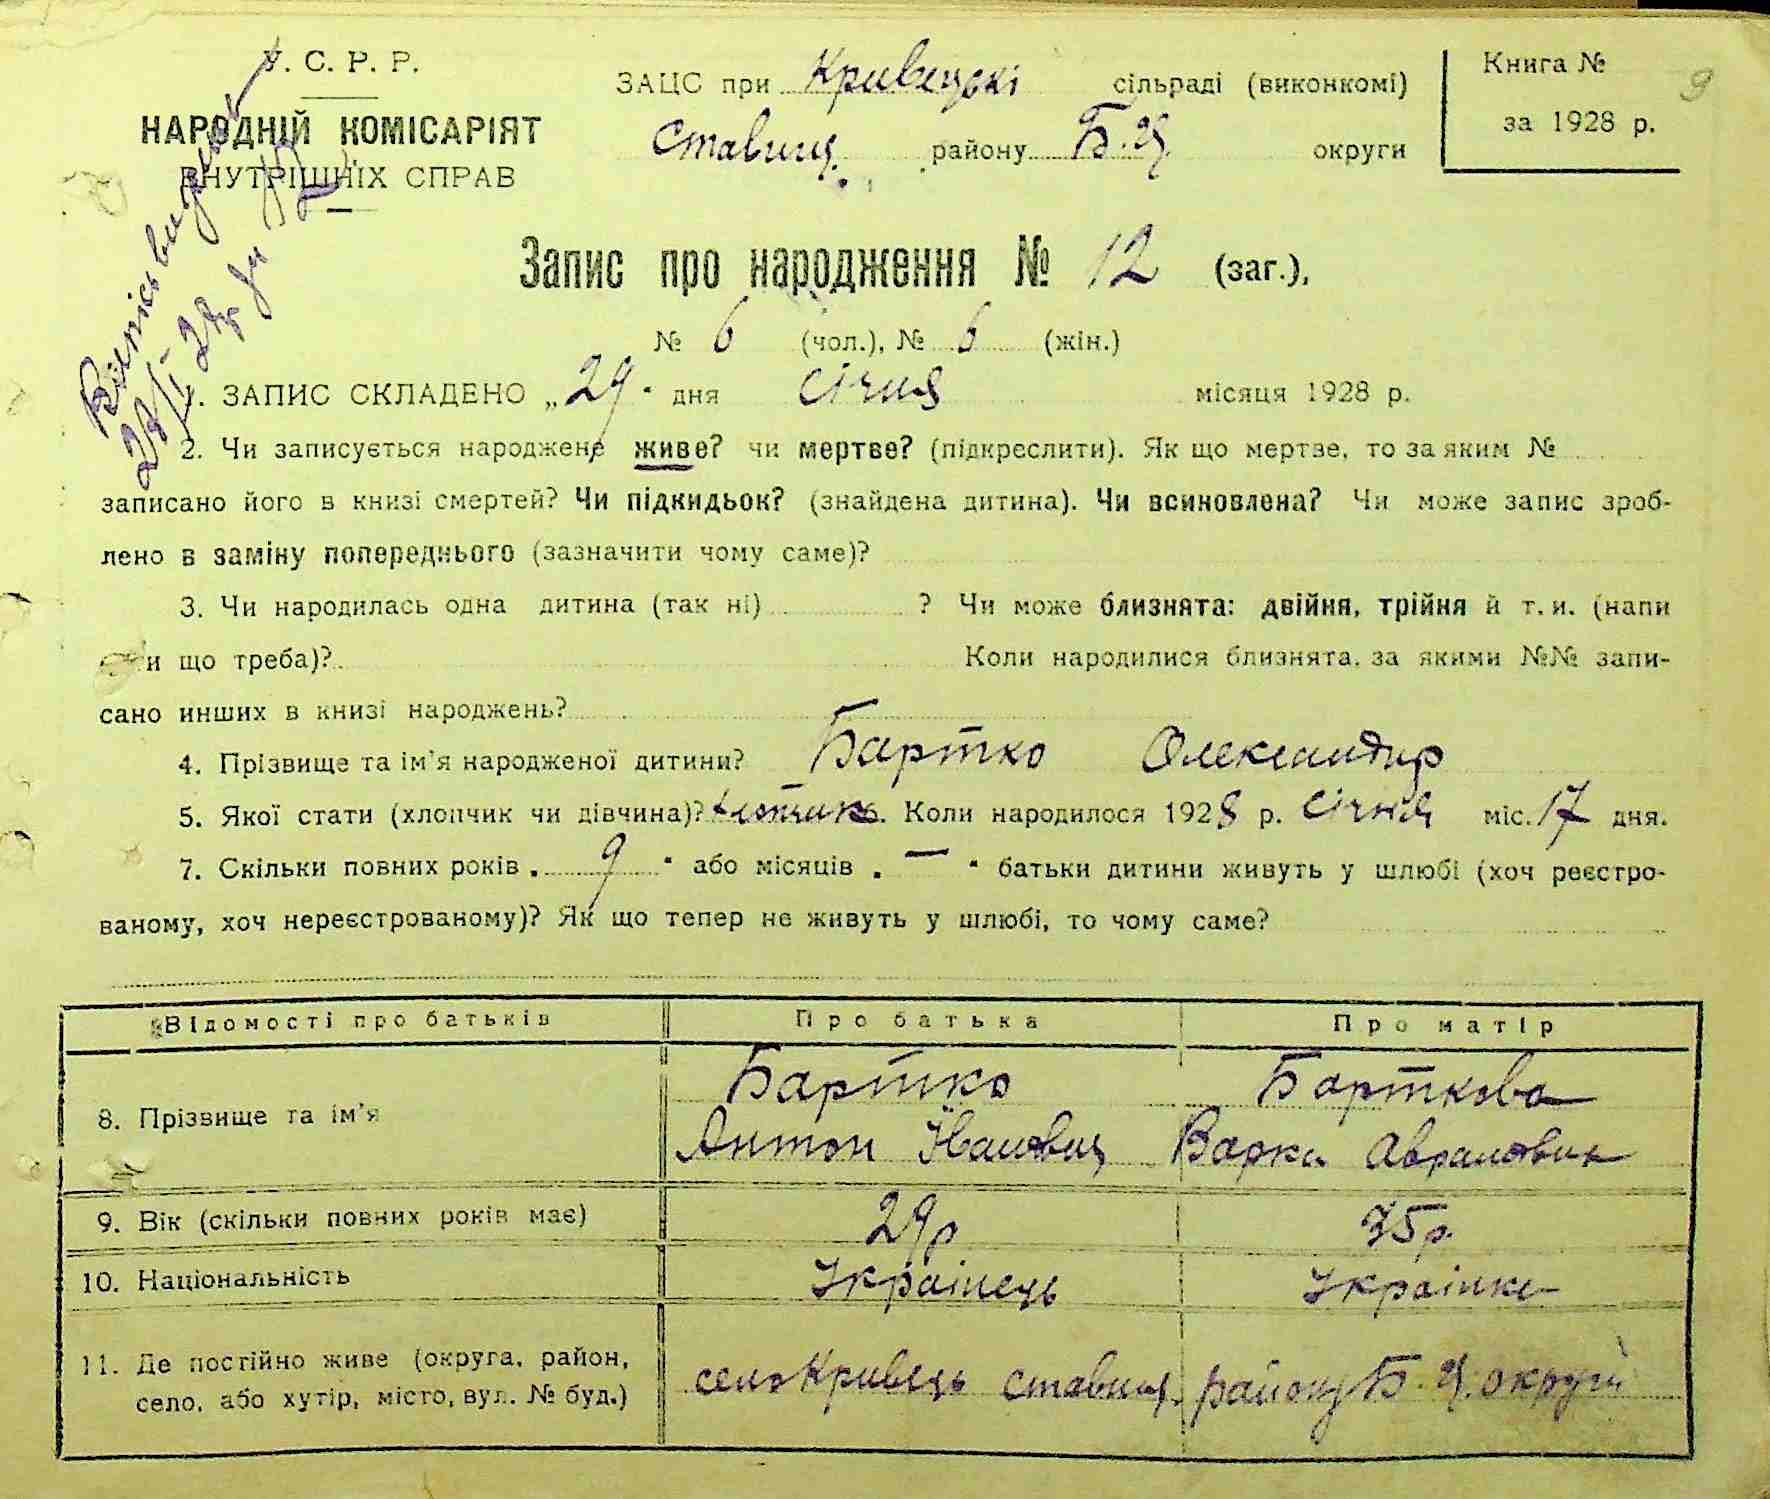 У. С. Р. Р.
НАРОДНІЙ КОМІСАРІЯТ
ВНУТРІШНІХ СПРАВ
ЗАЦС при Кривецькі сільраді (виконкомі)
Ставищ. району Б. Ц. округи
Книга №
за 1928 р.
9
Виписъ видана
Запис про народження № 12 (заг.),
№ 6 (чол.), № 6 (жін.)
1. ЗАПИС СКЛАДЕНО „29" дня січня місяця 1928 р.
2. Чи записується народжене живе? чи мертве? (підкреслити). Як що мертве, то за яким №
записано його в книзі смертей? Чи підкидьок? (знайдена дитина). Чи всиновлена? Чи може запис зроб-
лено в заміну попереднього (зазначити чому саме)?
3. Чи народилась одна дитина (так ні) ? Чи може близнята: двійня, трійня й т. и. (напи
и що треба)? Коли народилися близнята, за якими №№ запи-
сано инших в книзі народжень?
4. Прізвище та ім'я народженої дитини? Бартко Олександир
5. Якої стати (хлопчик чи дівчина)? хлопчик 6. Коли народилося 1928 р. січня міс. 17 дня.
7. Скільки повних років „ 9 " або місяців „ — " батьки дитини живуть у шлюбі (хоч реєстро-
ваному, хоч нереєстрованому)? Як що тепер не живуть у шлюбі, то чому саме?
Відомості про батьків Про батька Про матір
8. Прізвище та ім'я Бартко Барткова
Антон Іванович Варка Аврамовна
9. Вік (скільки повних років має) 29р 35р.
10. Національність Українець Українка
11. Де постійно живе (округа, район, село, або хутір, місто, вул. № буд.) село Кривець ставищ. району Б. Ц. округи